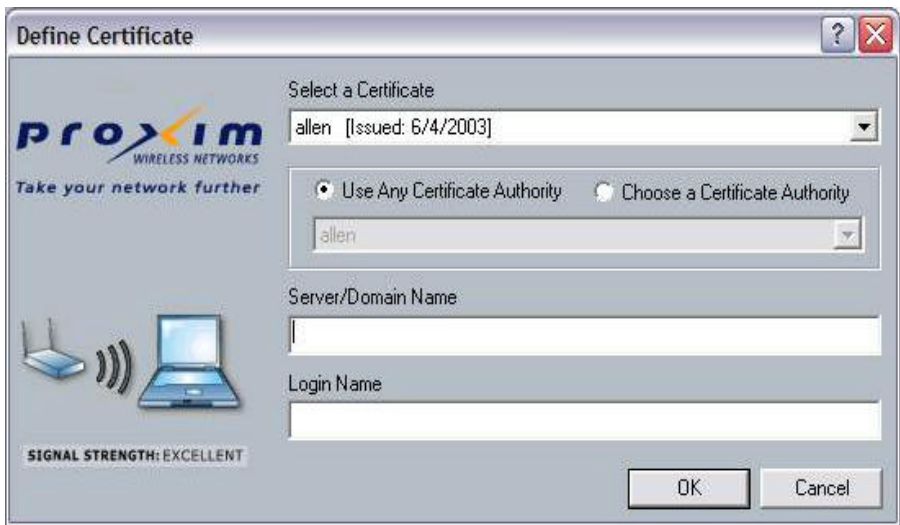 Define Certificate
?
proxim
WIRELESS NETWORKS
Take your network further
SIGNAL STRENGTH: EXCELLENT
Select a Certificate
allen [Issued: 6/4/2003]
Use Any Certificate Authority
Choose a Certificate Authority
allen
Server/Domain Name
Login Name
OK
Cancel